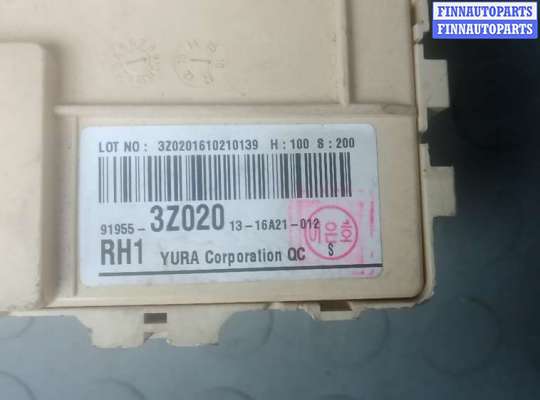 FINNAUTOPARTS
FINNAUTOPARTS
LOT NO: 3Z0201610210139 H:100 S:200
91955-3Z020 13-16A21-012
RH1 YURA Corporation QC S